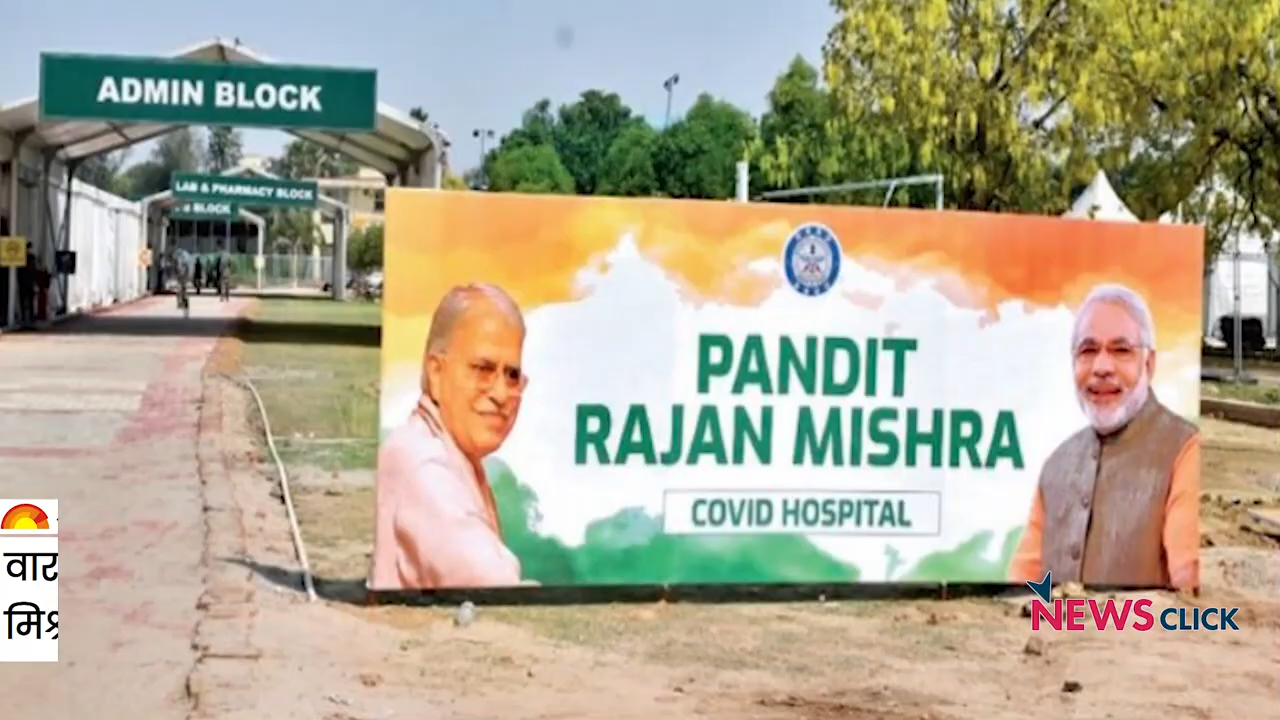 ADMIN BLOCK
LAB & PHARMACY BLOCK
BLOCK
PANDIT
RAJAN MISHRA
COVID HOSPITAL
वार
मिश्र
NEWSCLICK